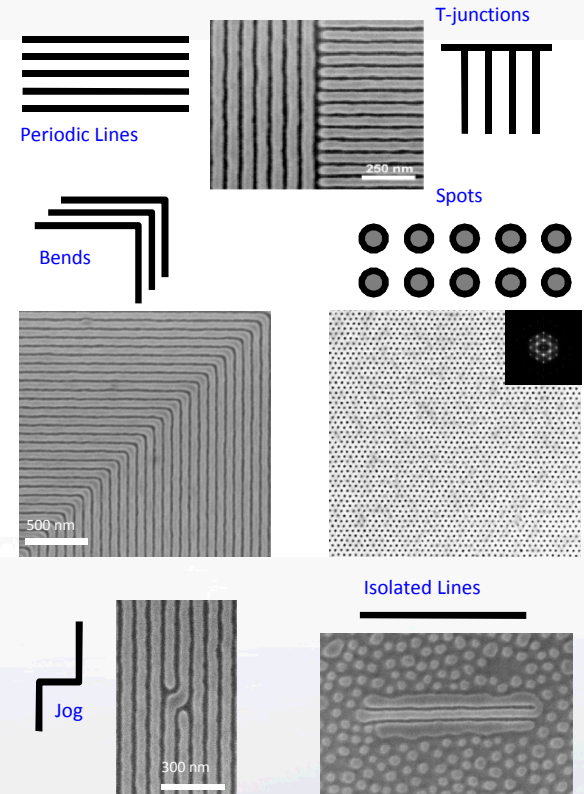 T-junctions
Periodic Lines
250 nm
Spots
Bends
500 nm
Isolated Lines
Jog
300 nm